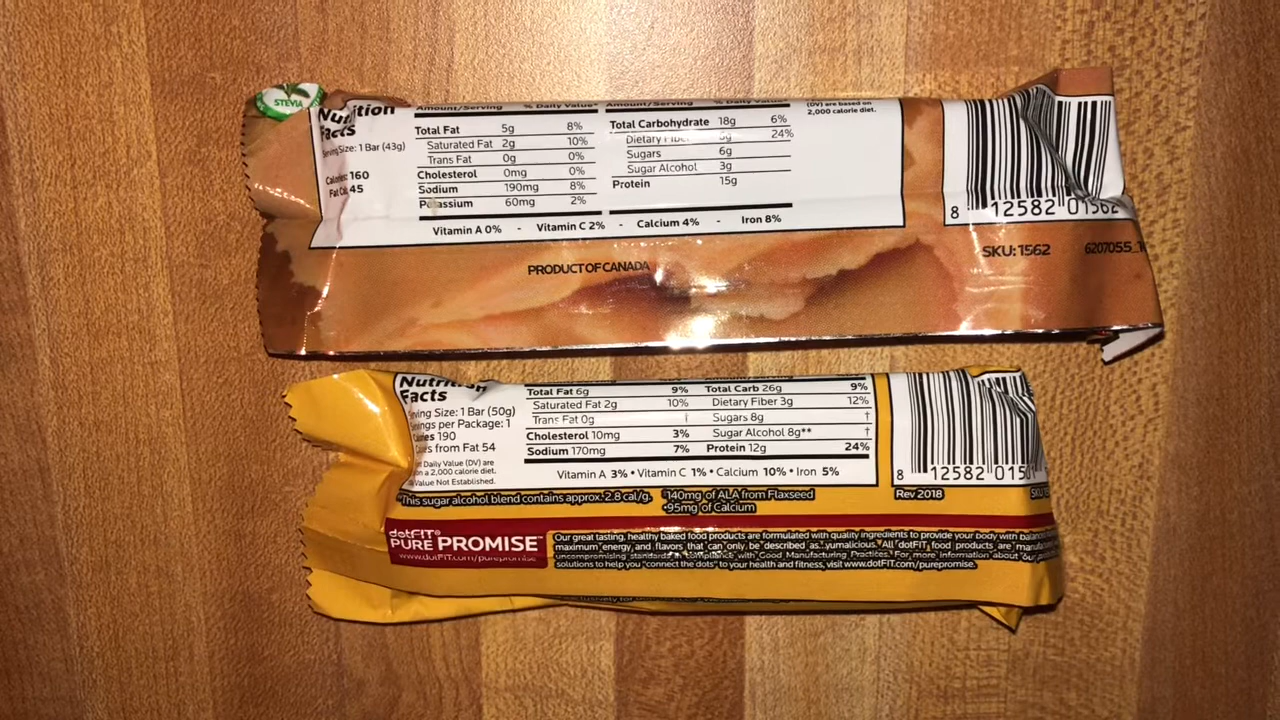 STEVIA
Nutrition
Facts
Serving Size: 1 Bar (43g)
Calories 160
Fat Cal 45
Amount/Serving % Daily Value*
Total Fat 5g 8%
Saturated Fat 2g 10%
Trans Fat 0g 0%
Cholesterol 0mg 0%
Sodium 190mg 8%
Potassium 60mg 2%
Amount/Serving % Daily Value*
Total Carbohydrate 18g 6%
Dietary Fiber 24%
Sugars 6g
Sugar Alcohol 3g
Protein 15g
Vitamin A 0% - Vitamin C 2% - Calcium 4% - Iron 8%
(DV) are based on
2,000 calorie diet.
8 12582 01562
SKU: 1562 6207055_1
PRODUCT OF CANADA
Nutrition
Facts
Serving Size: 1 Bar (50g)
Servings per Package: 1
Calories 190
Calories from Fat 54
Daily Value (DV) are
on a 2,000 calorie diet.
Value Not Established.
Total Fat 6g 9%
Saturated Fat 2g 10%
Trans Fat 0g †
Cholesterol 10mg 3%
Sodium 170mg 7%
Total Carb 26g 9%
Dietary Fiber 3g 12%
Sugars 8g †
Sugar Alcohol 8g** †
Protein 12g 24%
Vitamin A 3% • Vitamin C 1% • Calcium 10% • Iron 5%
8 12582 01501
Rev 2018 SKU
*This sugar alcohol blend contains approx. 2.8 cal/g. •140mg of ALA from Flaxseed
•95mg of Calcium
dotFIT®
PURE PROMISE™
www.dotFIT.com/purepromise
Our great tasting, healthy baked food products are formulated with quality ingredients to provide your body with
maximum energy and flavors that can only be described as...yumalicious. All dotFIT food products are
uncompromising standards in compliance with Good Manufacturing Practices. For more information about "our
solutions to help you "connect the dots" to your health and fitness, visit www.dotFIT.com/purepromise.
exclusively for